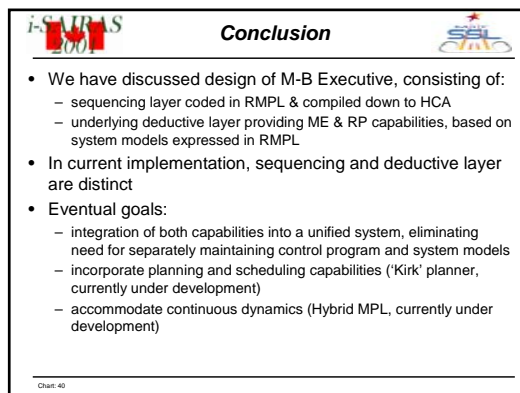 i-SAIRAS
2001
Conclusion
SSL
• We have discussed design of M-B Executive, consisting of:
– sequencing layer coded in RMPL & compiled down to HCA
– underlying deductive layer providing ME & RP capabilities, based on
system models expressed in RMPL
• In current implementation, sequencing and deductive layer
are distinct
• Eventual goals:
– integration of both capabilities into a unified system, eliminating
need for separately maintaining control program and system models
– incorporate planning and scheduling capabilities (‘Kirk’ planner,
currently under development)
– accommodate continuous dynamics (Hybrid MPL, currently under
development)
Chart: 40